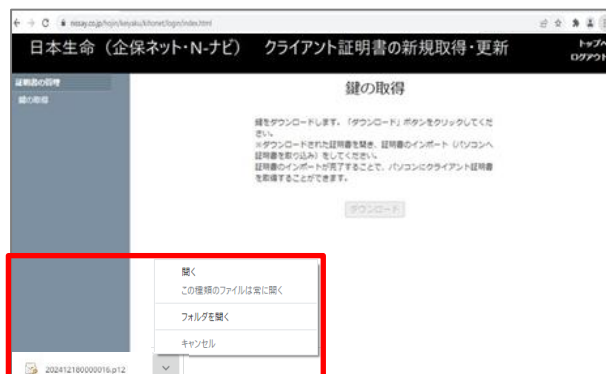 nissay.co.jp/hojin/keiyaku/kihonet/login/index.html
日本生命（企保ネット・N-ナビ）　クライアント証明書の新規取得・更新
トップへ
ログアウト
証明書の管理
鍵の取得
鍵の取得
鍵をダウンロードします。「ダウンロード」ボタンをクリックしてくだ
さい。
※ダウンロードされた証明書を開き、証明書のインポート（パソコンへ
証明書を取り込み）をしてください。
証明書のインポートが完了することで、パソコンにクライアント証明書
を取得することができます。
ダウンロード
開く
この種類のファイルは常に開く
フォルダを開く
キャンセル
202412180000016.p12